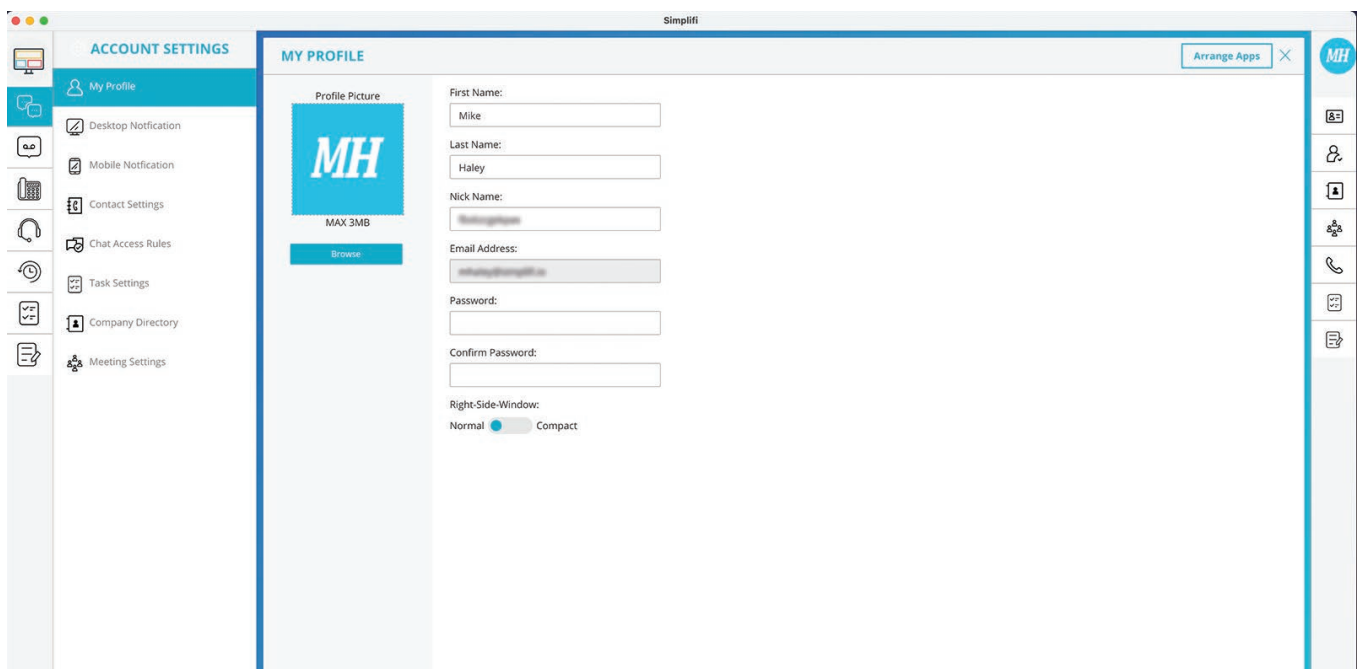 Simplifi
ACCOUNT SETTINGS
My Profile
Desktop Notfication
Mobile Notfication
Contact Settings
Chat Access Rules
Task Settings
Company Directory
Meeting Settings
MY PROFILE
Arrange Apps
MH
Profile Picture
MH
MAX 3MB
Browse
First Name:
Mike
Last Name:
Haley
Nick Name:
Email Address:
Password:
Confirm Password:
Right-Side-Window:
Normal Compact